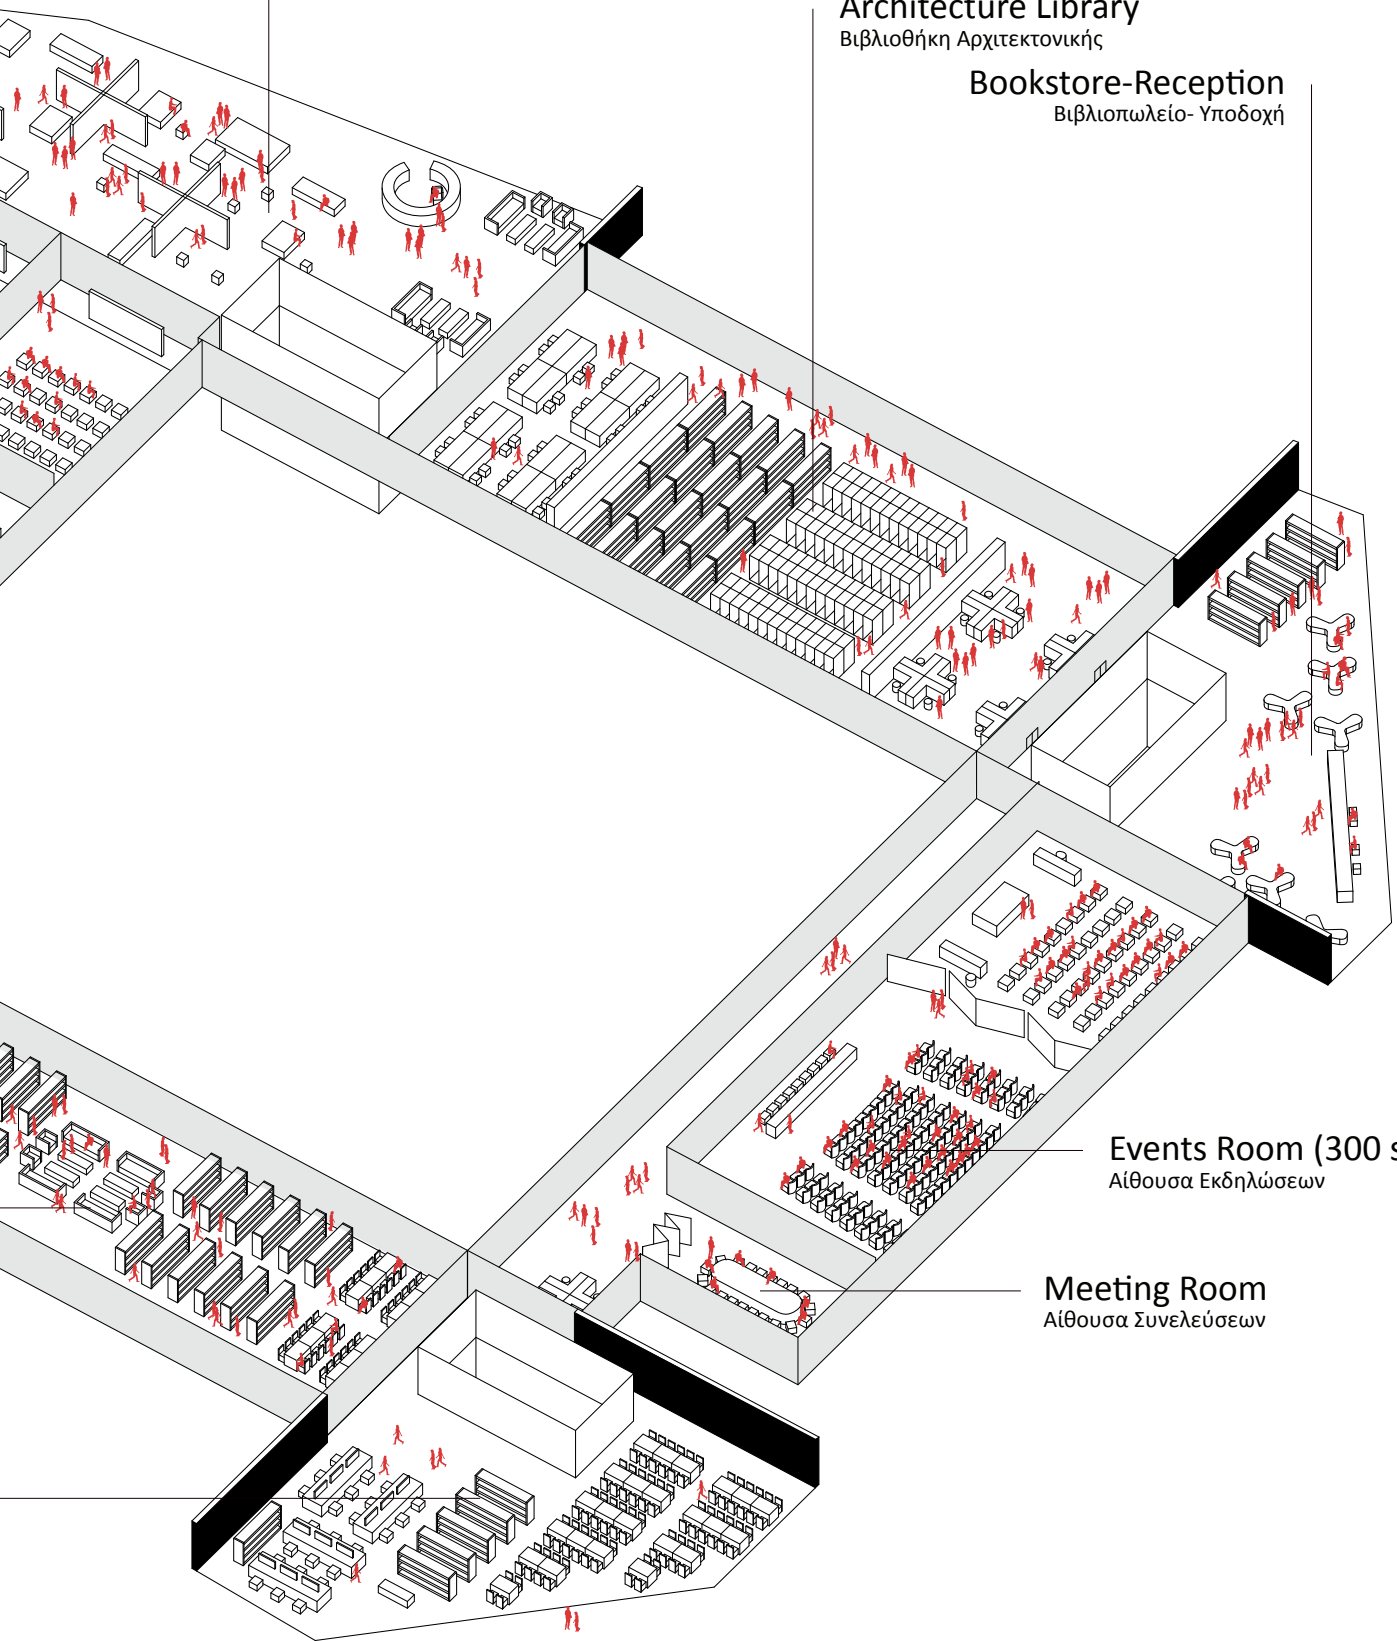 Architecture Library
Βιβλιοθήκη Αρχιτεκτονικής
Bookstore-Reception
Βιβλιοπωλείο- Υποδοχή
Events Room (300 s
Αίθουσα Εκδηλώσεων
Meeting Room
Αίθουσα Συνελεύσεων